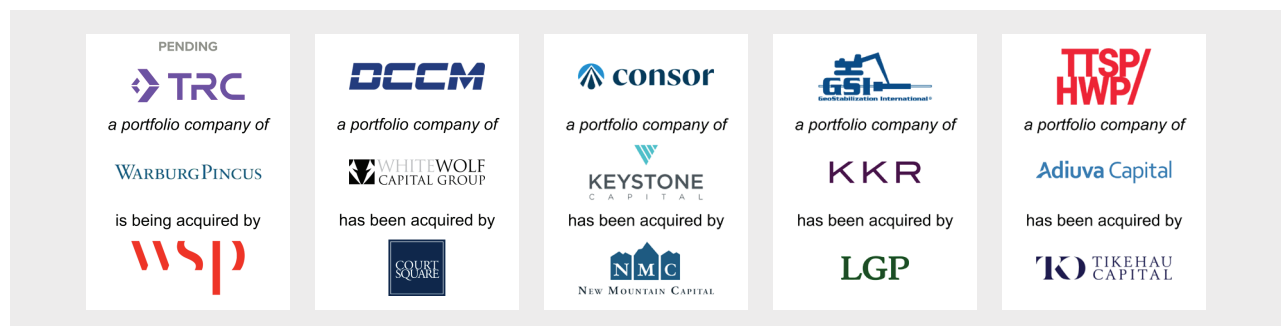 PENDING
TRC
a portfolio company of
WARBURG PINCUS
is being acquired by
wsp
DCCM
a portfolio company of
WHITEWOLF
CAPITAL GROUP
has been acquired by
COURT
SQUARE
consor
a portfolio company of
KEYSTONE
CAPITAL
has been acquired by
NMC
NEW MOUNTAIN CAPITAL
GSI
GeoStabilization International®
a portfolio company of
KKR
has been acquired by
LGP
TTSP/
HWP/
a portfolio company of
Adiuva Capital
has been acquired by
TIKEHAU
CAPITAL